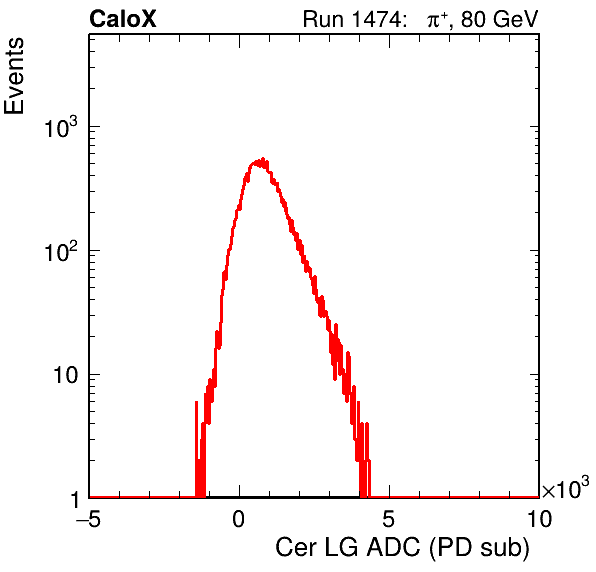 CaloX Run 1474: π⁺, 80 GeV
Events
10³
10²
10
1
−5 0 5 10 ×10³
Cer LG ADC (PD sub)